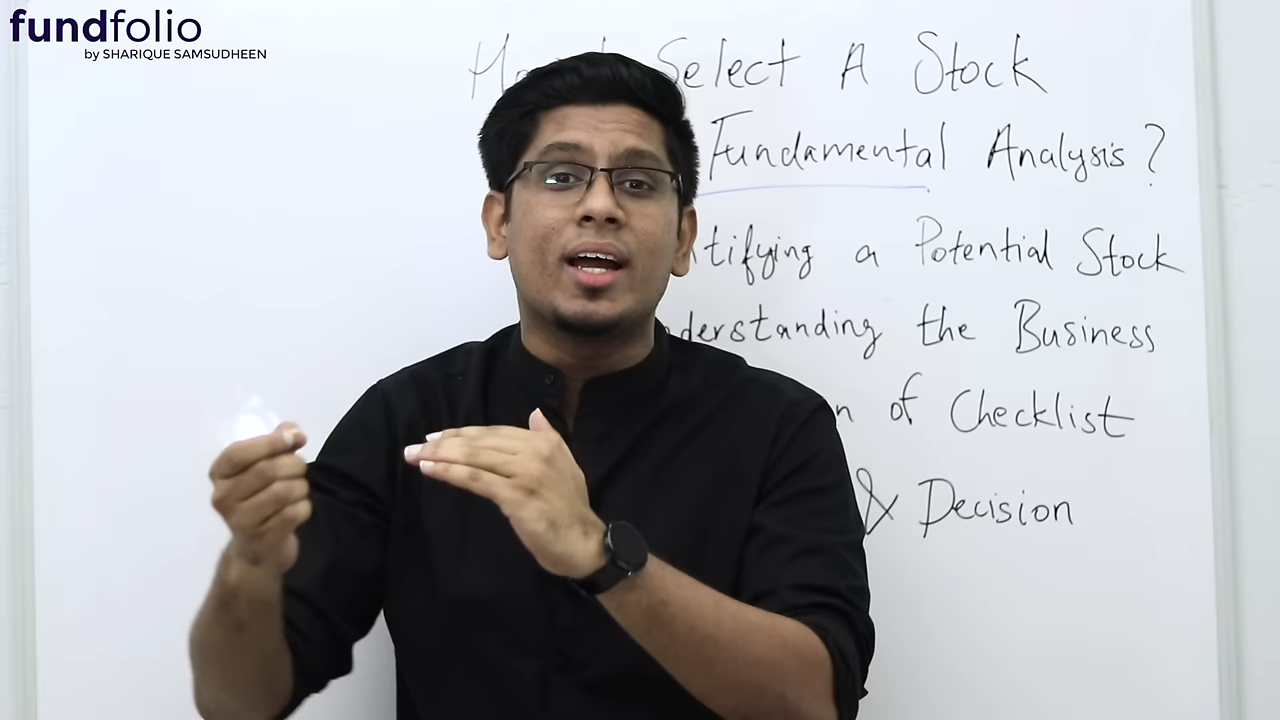 fundfolio
by SHARIQUE SAMSUDHEEN
Select A Stock
Fundamental Analysis?
tifying a Potential Stock
derstanding the Business
n of Checklist
& Decision